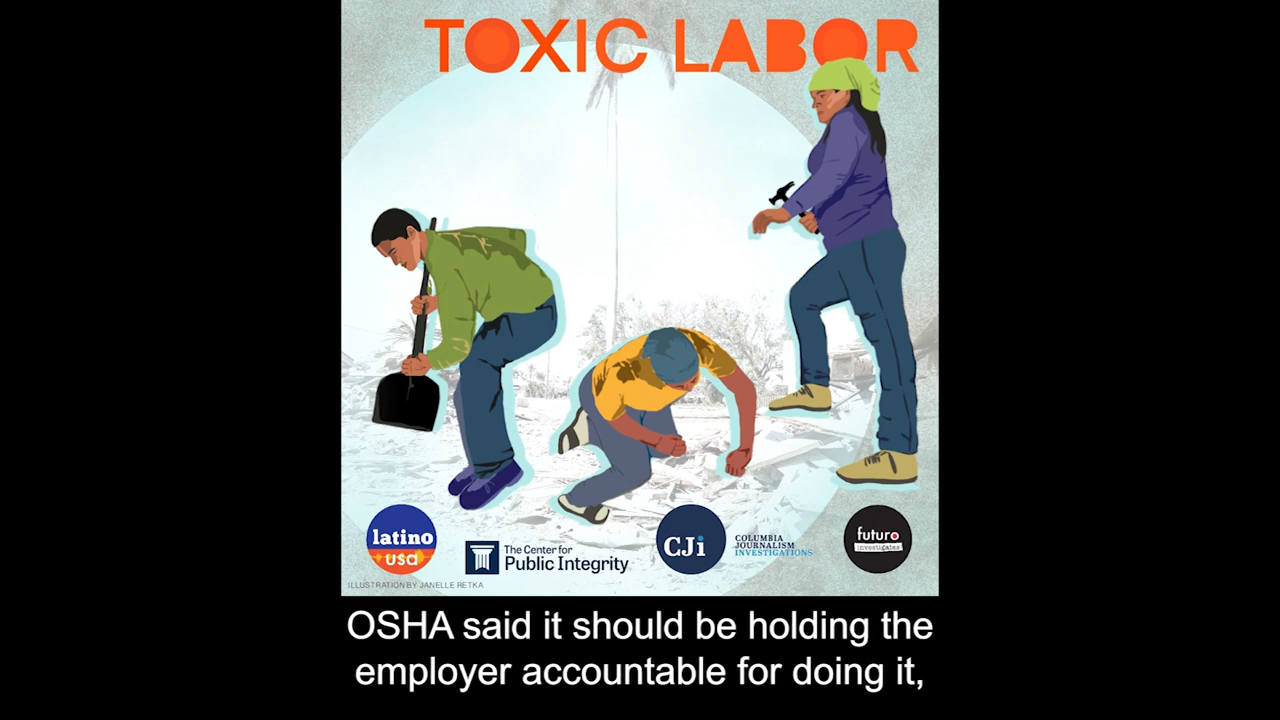 TOXIC LABOR
latino
usa
The Center for
Public Integrity
CJi
COLUMBIA
JOURNALISM
INVESTIGATIONS
futuro
investigates
ILLUSTRATION BY JANELLE RETKA
OSHA said it should be holding the
employer accountable for doing it,